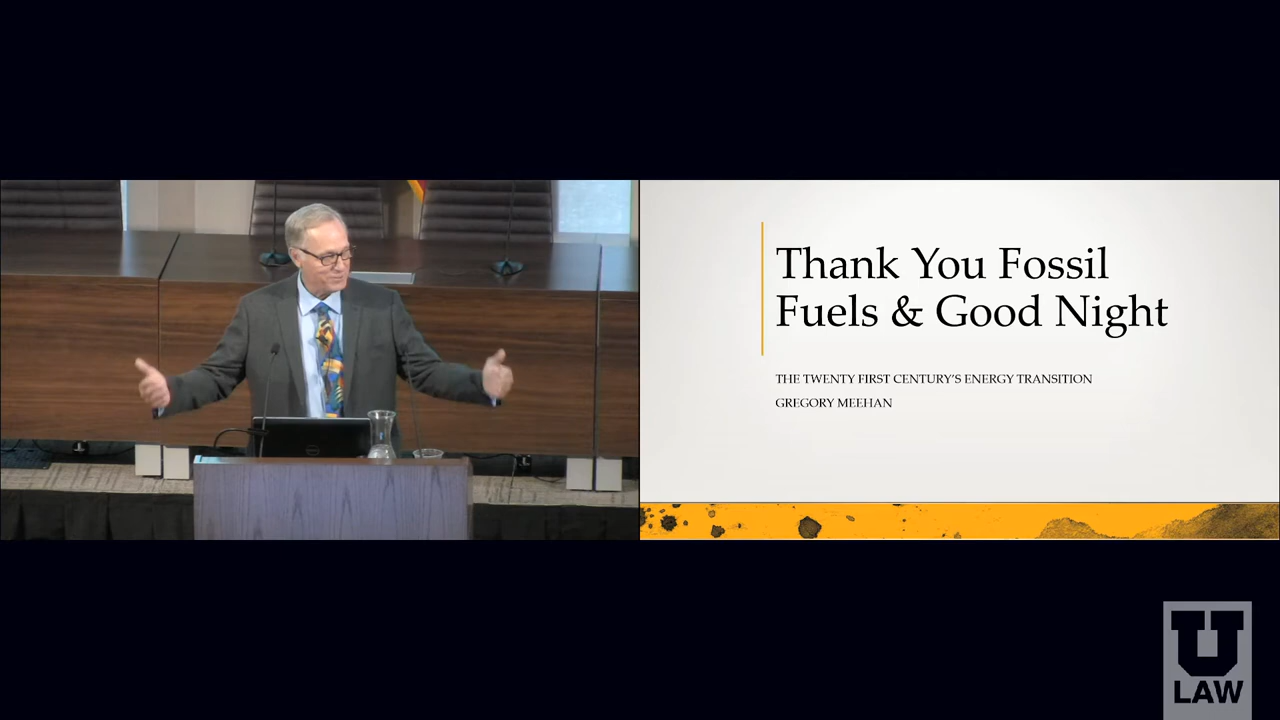 Thank You Fossil
Fuels & Good Night
THE TWENTY FIRST CENTURY'S ENERGY TRANSITION
GREGORY MEEHAN
U
LAW